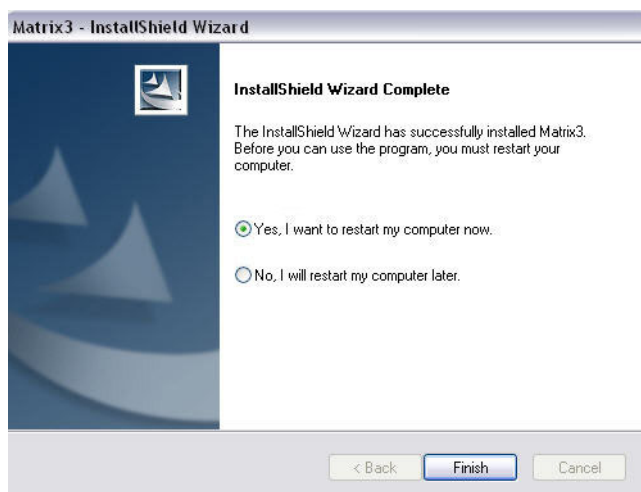 Matrix3 - InstallShield Wizard
InstallShield Wizard Complete
The InstallShield Wizard has successfully installed Matrix3.
Before you can use the program, you must restart your
computer.
Yes, I want to restart my computer now.
No, I will restart my computer later.
< Back
Finish
Cancel